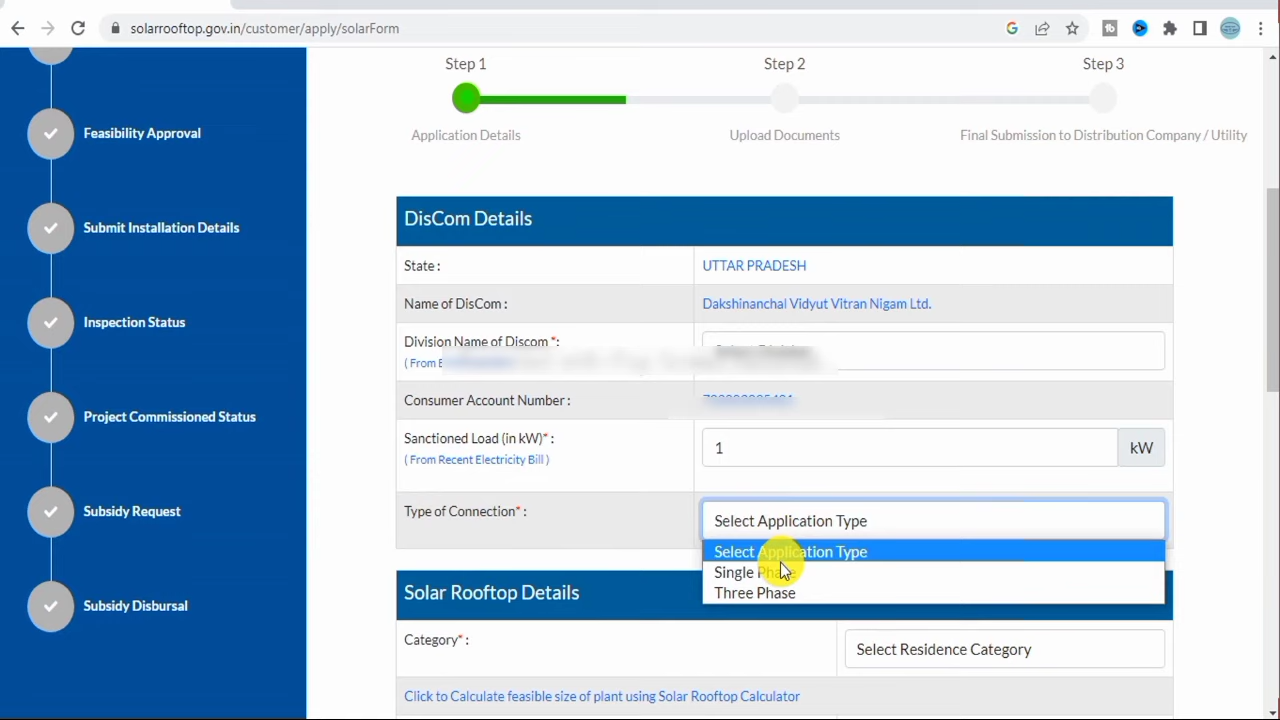 solarrooftop.gov.in/customer/apply/solarForm
Feasibility Approval
Submit Installation Details
Inspection Status
Project Commissioned Status
Subsidy Request
Subsidy Disbursal
Step 1
Step 2
Step 3
Application Details
Upload Documents
Final Submission to Distribution Company / Utility
DisCom Details
State :
UTTAR PRADESH
Name of DisCom :
Dakshinanchal Vidyut Vitran Nigam Ltd.
Division Name of Discom *:
( From
Consumer Account Number :
Sanctioned Load (in kW)* :
1
kW
( From Recent Electricity Bill )
Type of Connection* :
Select Application Type
Select Application Type
Single Phase
Three Phase
Solar Rooftop Details
Category* :
Select Residence Category
Click to Calculate feasible size of plant using Solar Rooftop Calculator